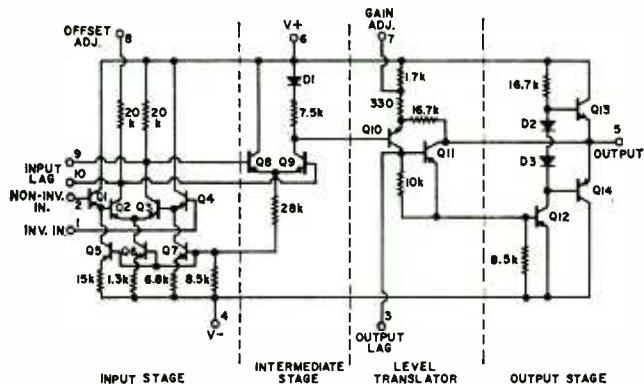 OFFSET ADJ.
8
V+
6
GAIN ADJ.
7
D1
1.7k
330
16.7k
16.7k
Q13
20k
20k
7.5k
D2
9
Q8
Q9
Q10
Q11
5
OUTPUT
INPUT LAG
10
D3
NON-INV. IN.
2
Q1
Q2
Q3
Q4
10k
Q14
28k
INV. IN
1
Q5
Q6
Q7
Q12
15k
1.3k
6.8k
8.5k
8.5k
4
V-
3
OUTPUT LAG
INPUT STAGE
INTERMEDIATE STAGE
LEVEL TRANSLATOR
OUTPUT STAGE